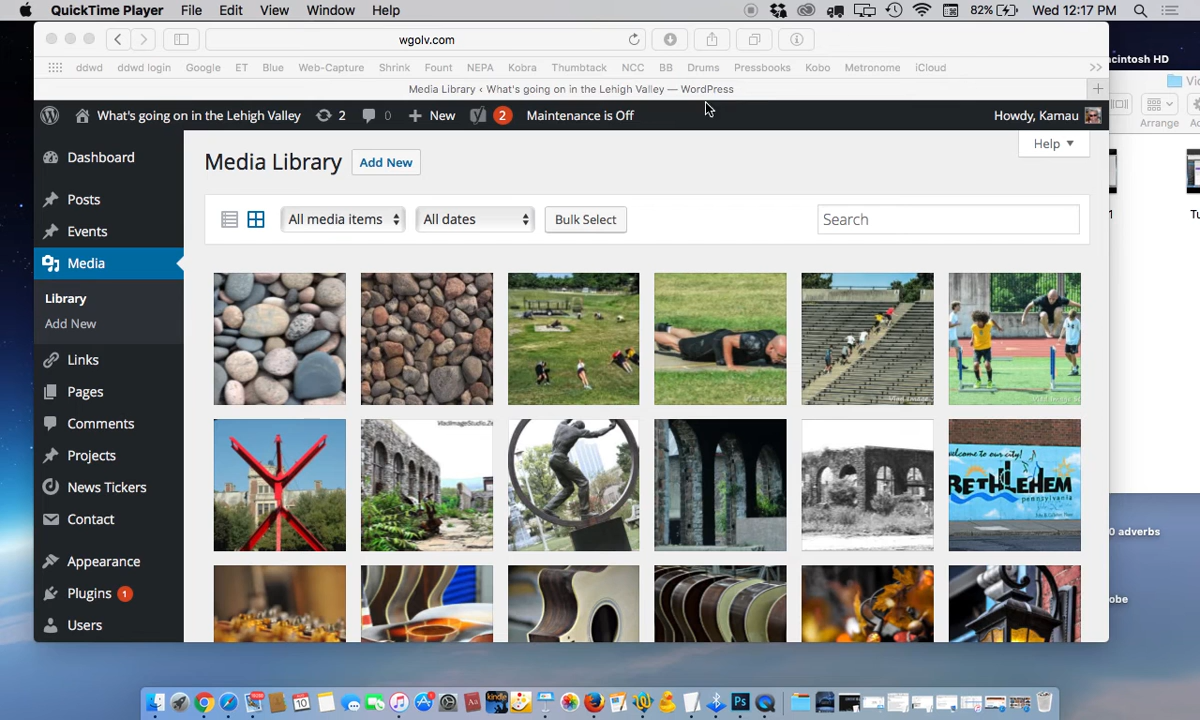 QuickTime Player File Edit View Window Help 82% Wed 12:17 PM
acintosh HD
wgolv.com
ddwd ddwd login Google ET Blue Web-Capture Shrink Fount NEPA Kobra Thumbtack NCC BB Drums Pressbooks Kobo Metronome iCloud >>
Media Library ‹ What's going on in the Lehigh Valley — WordPress
Arrange
What's going on in the Lehigh Valley 2 0 New 2 Maintenance is Off Howdy, Kamau
Help
Dashboard
Media Library Add New
Posts
All media items All dates Bulk Select Search
Events
Media
Library
Add New
Links
Pages
Comments
Projects
News Tickers
Contact
Appearance
Plugins 1
Users
welcome to our city!
BETHLEHEM
pennsylvania
0 adverbs
obe